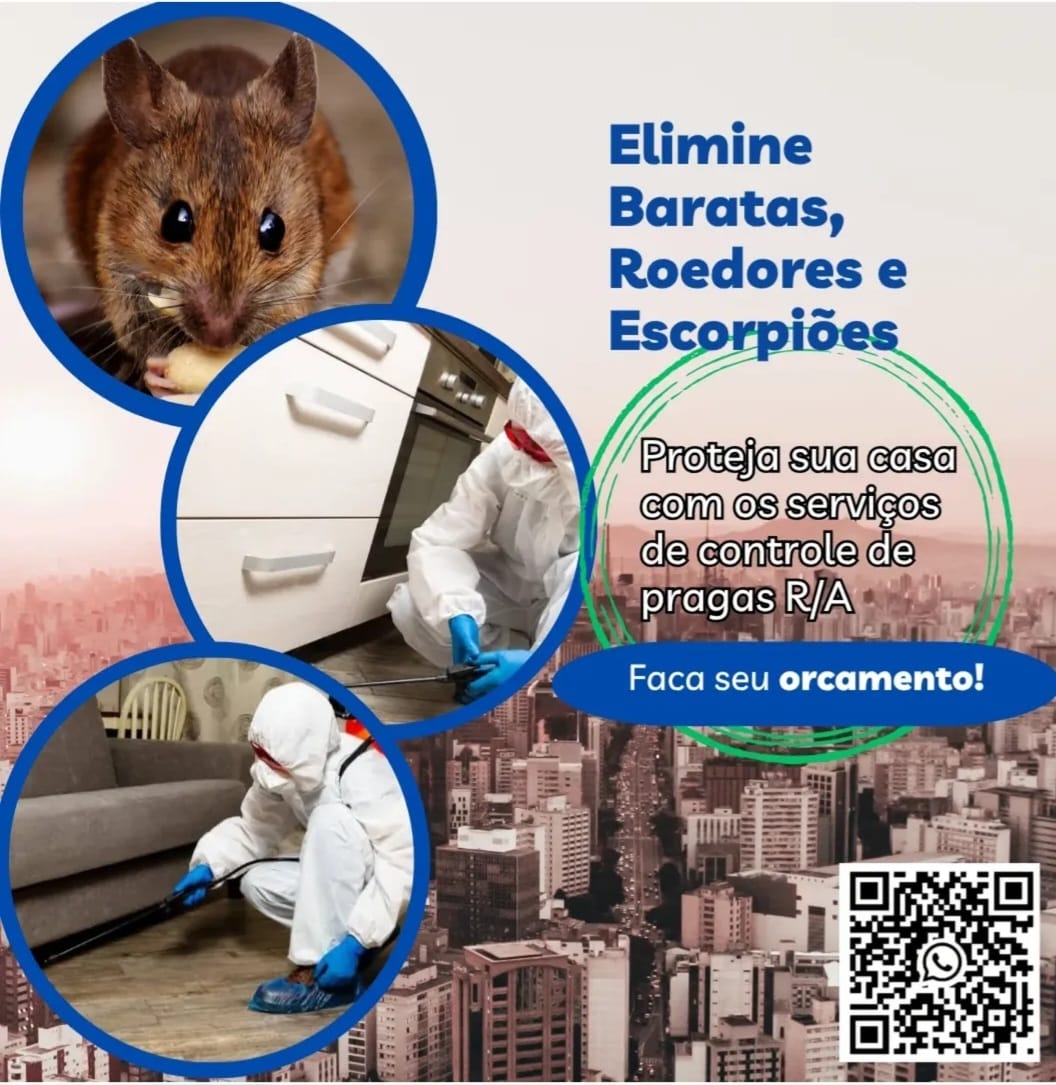 Elimine
Baratas,
Roedores e
Escorpiões
Proteja sua casa
com os serviços
de controle de
pragas R/A
Faca seu orcamento!